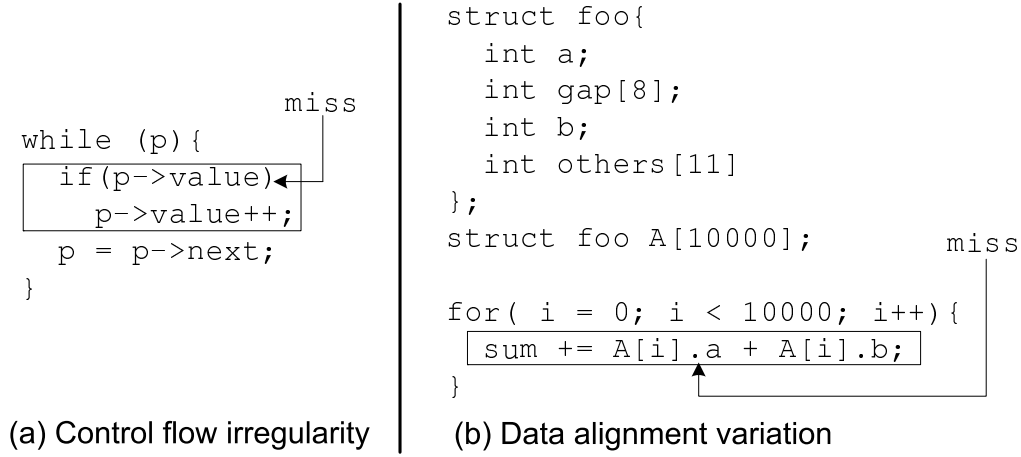 miss
while (p){
if(p->value)
p->value++;
p = p->next;
}
(a) Control flow irregularity
struct foo{
int a;
int gap[8];
int b;
int others[11]
};
struct foo A[10000];
miss
for( i = 0; i < 10000; i++){
sum += A[i].a + A[i].b;
}
(b) Data alignment variation